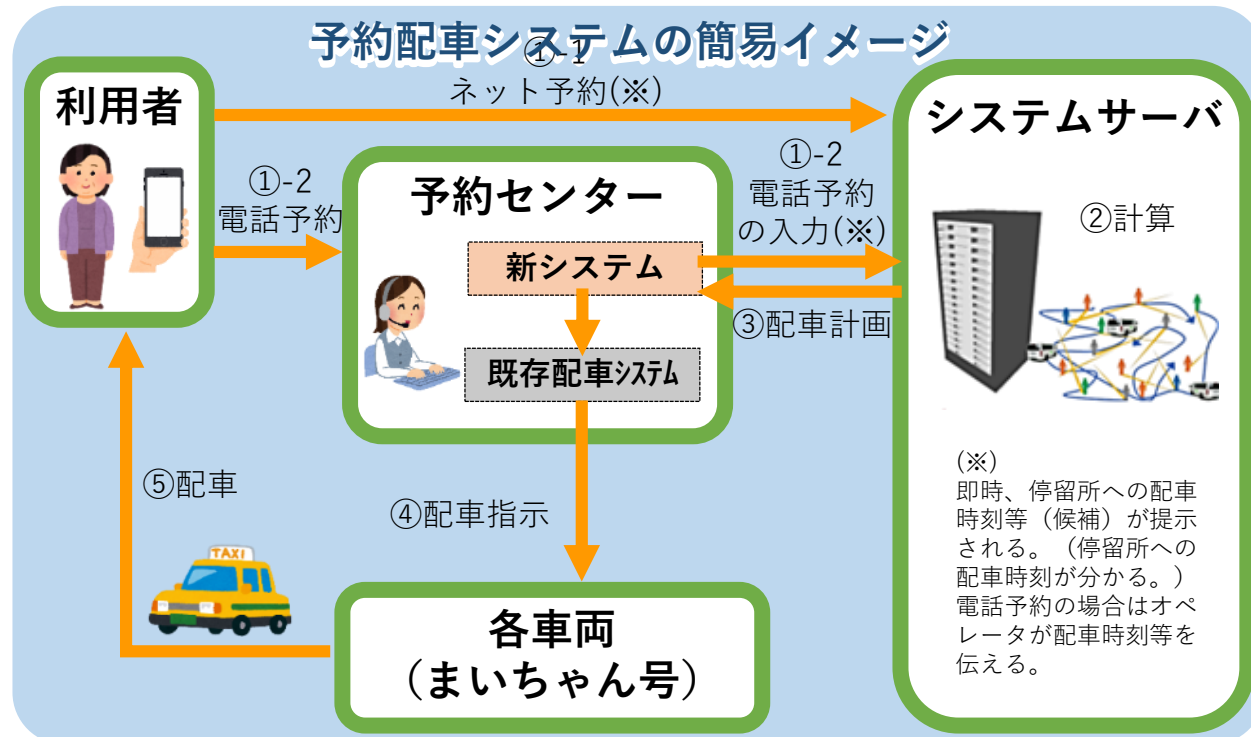 予約配車システムの簡易イメージ
①-1
ネット予約(※)
利用者
①-2
電話予約
予約センター
新システム
既存配車ｼｽﾃﾑ
①-2
電話予約
の入力(※)
③配車計画
システムサーバ
②計算
(※)
即時、停留所への配車
時刻等（候補）が提示
される。（停留所への
配車時刻が分かる。）
電話予約の場合はオペ
レータが配車時刻等を
伝える。
④配車指示
⑤配車
TAXI
各車両
（まいちゃん号）